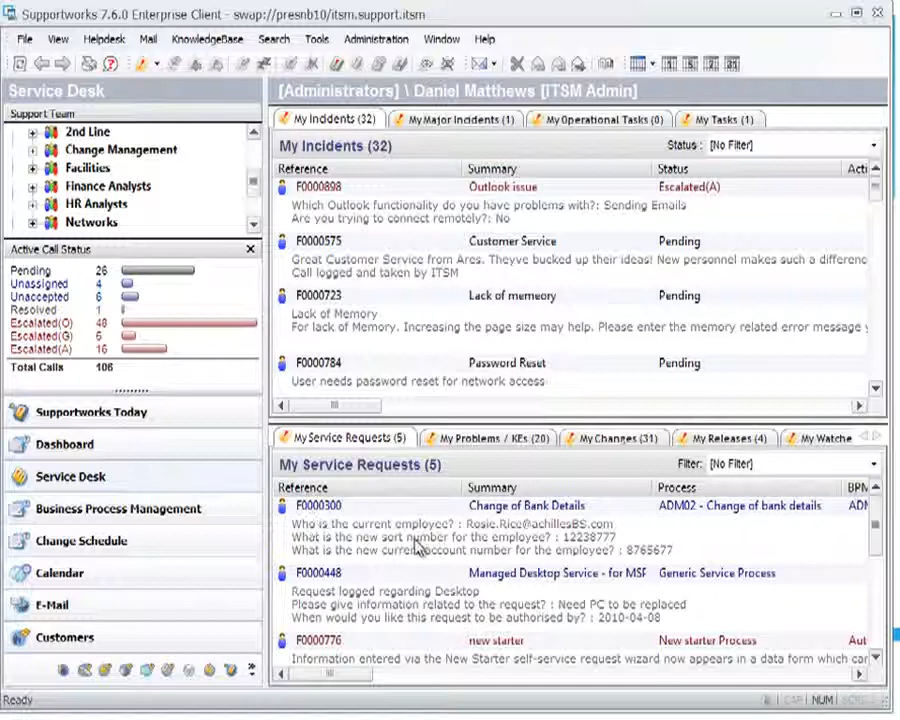 Supportworks 7.6.0 Enterprise Client - swap://presnb10/itsm.support.itsm
File View Helpdesk Mail KnowledgeBase Search Tools Administration Window Help
Service Desk
[Administrators] \ Daniel Matthews [ITSM Admin]
Support Team
2nd Line
Change Management
Facilities
Finance Analysts
HR Analysts
Networks
Active Call Status
Pending 26
Unassigned 4
Unaccepted 6
Resolved 1
Escalated(O) 48
Escalated(G) 5
Escalated(A) 16
Total Calls 106
Supportworks Today
Dashboard
Service Desk
Business Process Management
Change Schedule
Calendar
E-Mail
Customers
My Incidents (32) My Major Incidents (1) My Operational Tasks (0) My Tasks (1)
My Incidents (32) Status : [No Filter]
Reference Summary Status Acti
F0000898 Outlook issue Escalated(A)
Which Outlook functionality do you have problems with?: Sending Emails
Are you trying to connect remotely?: No
F0000575 Customer Service Pending
Great Customer Service from Ares. Theyve bucked up their ideas! New personnel makes such a differenc
Call logged and taken by ITSM
F0000723 Lack of memeory Pending
Lack of Memory
For lack of Memory. Increasing the page size may help. Please enter the memory related error message y
F0000784 Password Reset Pending
User needs password reset for network access
My Service Requests (5) My Problems / KEs (20) My Changes (31) My Releases (4) My Watche
My Service Requests (5) Filter: [No Filter]
Reference Summary Process BPM
F0000300 Change of Bank Details ADM02 - Change of bank details ADM
Who is the current employee? : Rosie.Rice@achillesBS.com
What is the new sort number for the employee? : 12238777
What is the new current account number for the employee? : 8765677
F0000448 Managed Desktop Service - for MSF Generic Service Process
Request logged regarding Desktop
Please give information related to the request? : Need PC to be replaced
When would you like this request to be authorised by? : 2010-04-08
F0000776 new starter New starter Process Aut
Information entered via the New Starter self-service request wizard now appears in a data form which car
Ready NUM